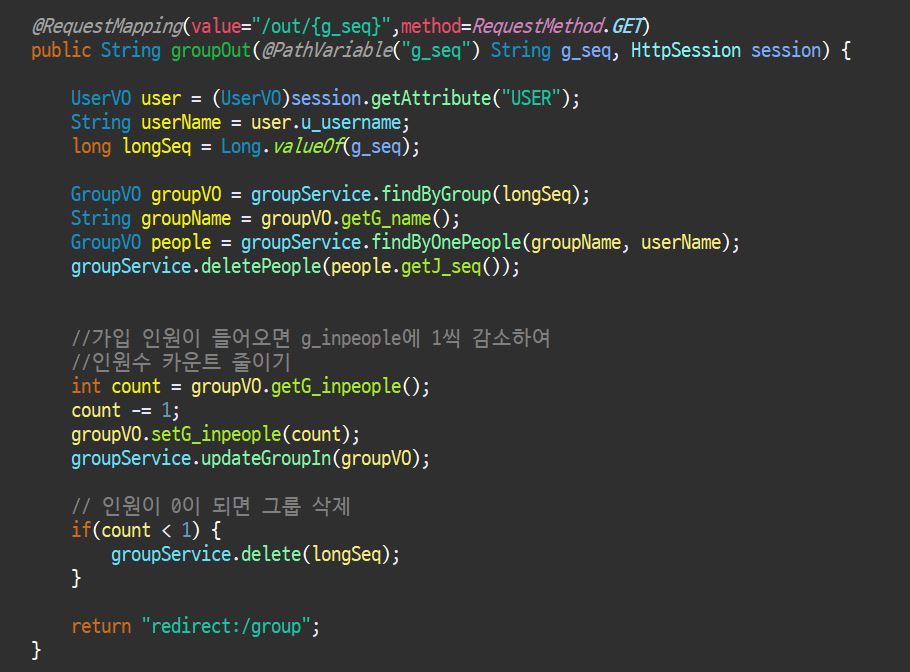 @RequestMapping(value="/out/{g_seq}",method=RequestMethod.GET)
public String groupOut(@PathVariable("g_seq") String g_seq, HttpSession session) {
UserVO user = (UserVO)session.getAttribute("USER");
String userName = user.u_username;
long longSeq = Long.valueOf(g_seq);
GroupVO groupVO = groupService.findByGroup(longSeq);
String groupName = groupVO.getG_name();
GroupVO people = groupService.findByOnePeople(groupName, userName);
groupService.deletePeople(people.getJ_seq());
//가입 인원이 들어오면 g_inpeople에 1씩 감소하여
//인원수 카운트 줄이기
int count = groupVO.getG_inpeople();
count -= 1;
groupVO.setG_inpeople(count);
groupService.updateGroupIn(groupVO);
// 인원이 0이 되면 그룹 삭제
if(count < 1) {
groupService.delete(longSeq);
}
return "redirect:/group";
}